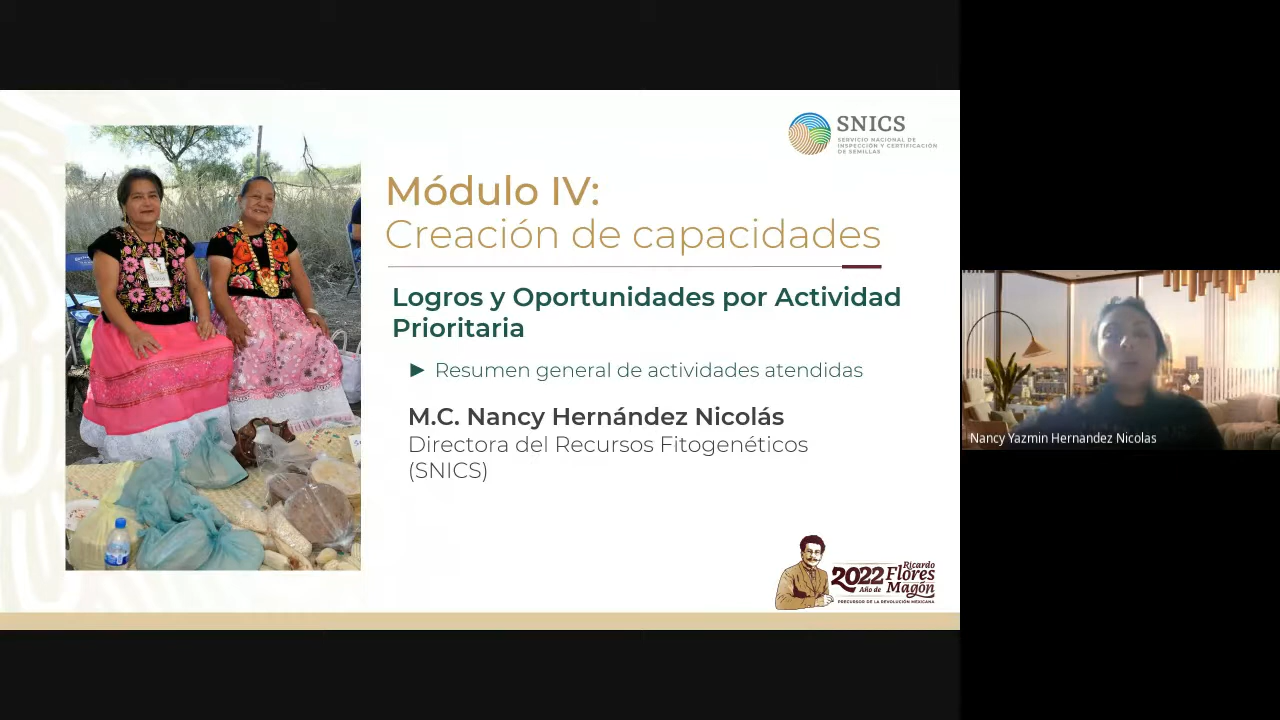 SNICS
SERVICIO NACIONAL DE
INSPECCIÓN Y CERTIFICACIÓN
DE SEMILLAS
Módulo IV:
Creación de capacidades
Logros y Oportunidades por Actividad
Prioritaria
► Resumen general de actividades atendidas
M.C. Nancy Hernández Nicolás
Directora del Recursos Fitogenéticos
(SNICS)
2022 Ricardo
Año de Flores
Magón
PRECURSOR DE LA REVOLUCIÓN MEXICANA
Nancy Yazmin Hernandez Nicolas